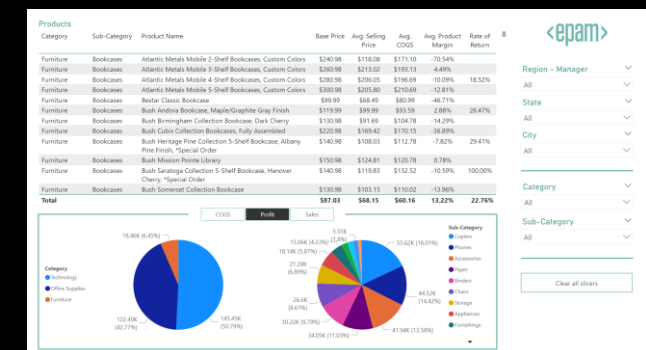 Products
Category Sub-Category Product Name Base Price Avg. Selling Price Avg. COGS Avg. Product Margin Rate of Return
Furniture Bookcases Atlantic Metals Mobile 2-Shelf Bookcases, Custom Colors $240.98 $118.08 $171.10 -70.54%
Furniture Bookcases Atlantic Metals Mobile 3-Shelf Bookcases, Custom Colors $260.98 $213.02 $193.13 4.49%
Furniture Bookcases Atlantic Metals Mobile 4-Shelf Bookcases, Custom Colors $280.98 $206.05 $196.69 -10.09% 18.52%
Furniture Bookcases Atlantic Metals Mobile 5-Shelf Bookcases, Custom Colors $300.98 $205.80 $210.69 -12.81%
Furniture Bookcases Bestar Classic Bookcase $99.99 $68.49 $80.99 -46.71%
Furniture Bookcases Bush Andora Bookcase, Maple/Graphite Gray Finish $119.99 $99.99 $93.59 2.88% 26.47%
Furniture Bookcases Bush Birmingham Collection Bookcase, Dark Cherry $130.98 $91.69 $104.78 -14.29%
Furniture Bookcases Bush Cubix Collection Bookcases, Fully Assembled $220.98 $169.42 $170.15 -36.89%
Furniture Bookcases Bush Heritage Pine Collection 5-Shelf Bookcase, Albany Pine Finish, *Special Order $140.98 $108.03 $112.78 -7.82% 29.41%
Furniture Bookcases Bush Mission Pointe Library $150.98 $124.81 $120.78 0.78%
Furniture Bookcases Bush Saratoga Collection 5-Shelf Bookcase, Hanover Cherry, *Special Order $140.98 $119.83 $132.52 -10.59% 100.00%
Furniture Bookcases Bush Somerset Collection Bookcase $130.98 $103.15 $110.02 -13.96%
Total $87.03 $68.15 $60.16 13.22% 22.76%
COGS Profit Sales
18.46K (6.45%)
145.45K (50.79%)
122.49K (42.77%)
Category
Technology
Office Supplies
Furniture
55.62K (18.01%)
44.52K (14.42%)
41.94K (13.58%)
34.05K (11.03%)
30.22K (9.79%)
26.6K (8.61%)
21.28K (6.89%)
18.14K (5.87%)
13.06K (4.23%)
5.55K (1.8%)
Sub-Category
Copiers
Phones
Accessories
Paper
Binders
Chairs
Storage
Appliances
Furnishings
<epam>
Region - Manager
All
State
All
City
All
Category
All
Sub-Category
All
Clear all slicers